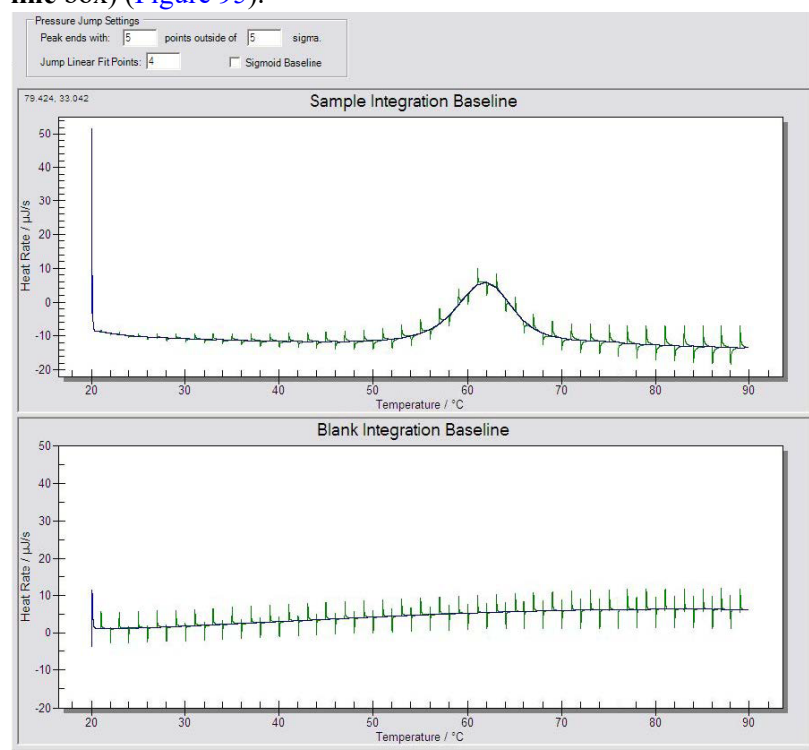 line box) (Figure 95).
Pressure Jump Settings
Peak ends with: 5 points outside of 5 sigma.
Jump Linear Fit Points: 4 Sigmoid Baseline
79.424, 33.042
Sample Integration Baseline
50
40
30
20
10
0
-10
-20
Heat Rate / µJ/s
20 30 40 50 60 70 80 90
Temperature / °C
Blank Integration Baseline
50
40
30
20
10
0
-10
-20
Heat Rate / µJ/s
20 30 40 50 60 70 80 90
Temperature / °C